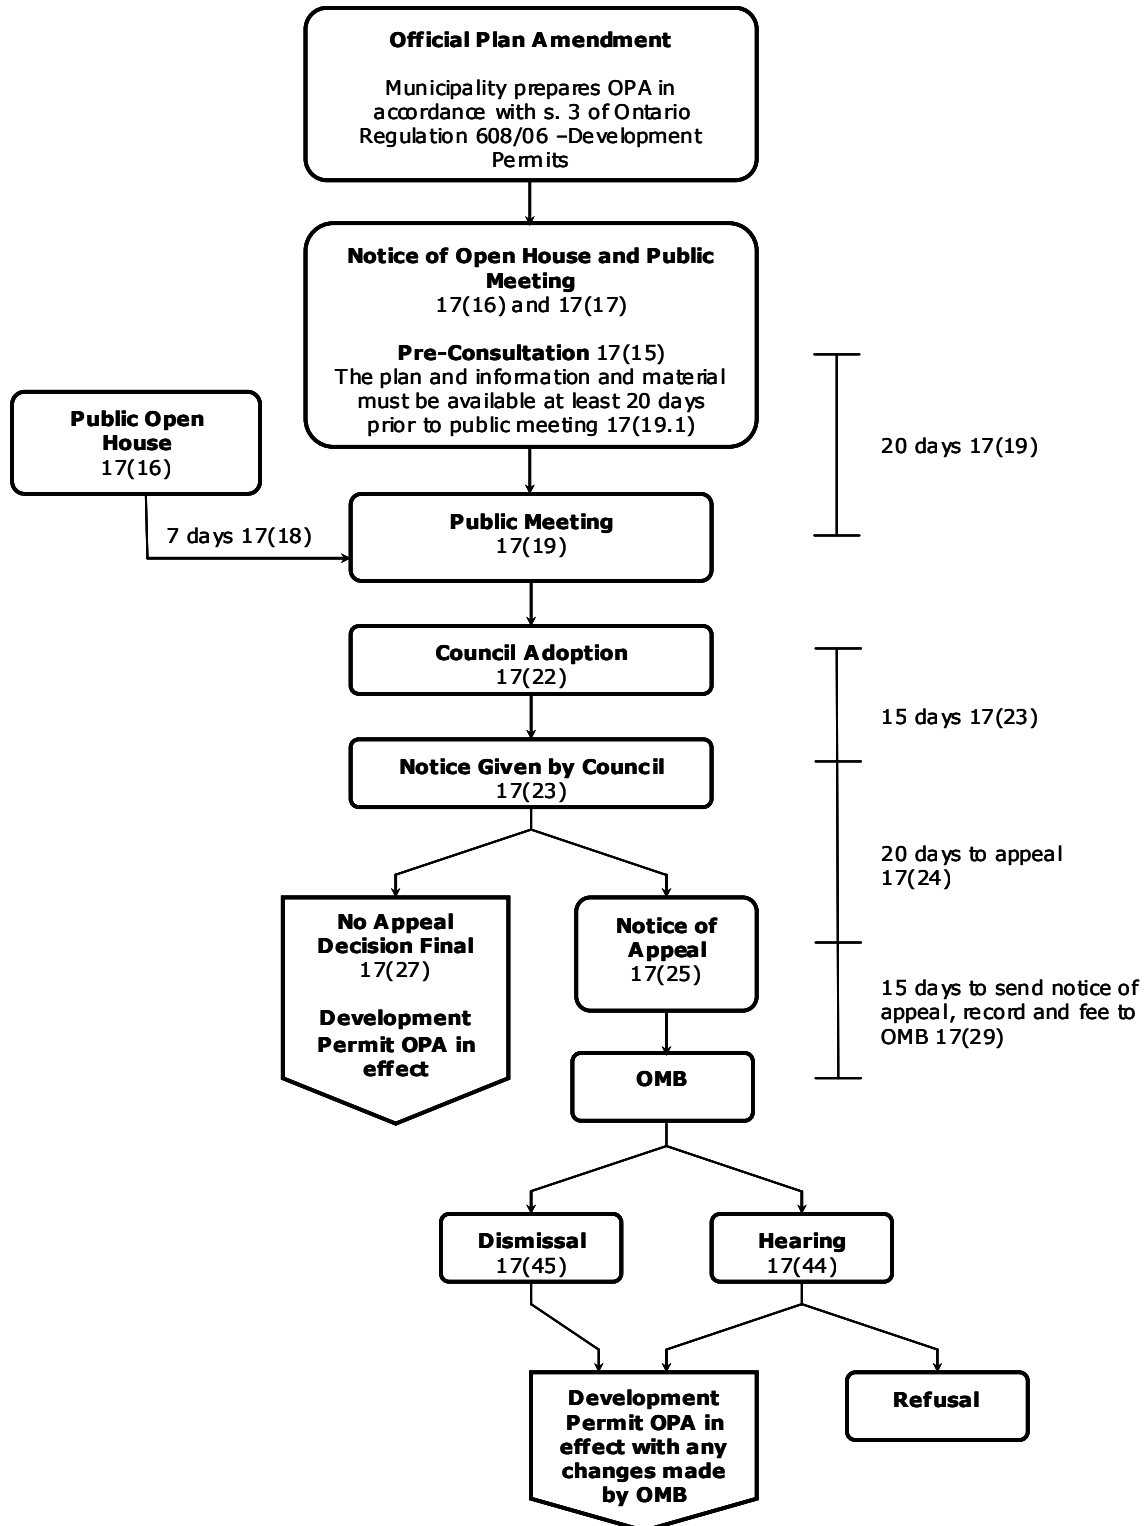 Official Plan Amendment
Municipality prepares OPA in
accordance with s. 3 of Ontario
Regulation 608/06 –Development
Permits
Notice of Open House and Public
Meeting
17(16) and 17(17)
Pre-Consultation 17(15)
The plan and information and material
must be available at least 20 days
prior to public meeting 17(19.1)
20 days 17(19)
Public Open
House
17(16)
7 days 17(18)
Public Meeting
17(19)
Council Adoption
17(22)
15 days 17(23)
Notice Given by Council
17(23)
20 days to appeal
17(24)
No Appeal
Decision Final
17(27)
Development
Permit OPA in
effect
Notice of
Appeal
17(25)
15 days to send notice of
appeal, record and fee to
OMB 17(29)
OMB
Dismissal
17(45)
Hearing
17(44)
Development
Permit OPA in
effect with any
changes made
by OMB
Refusal